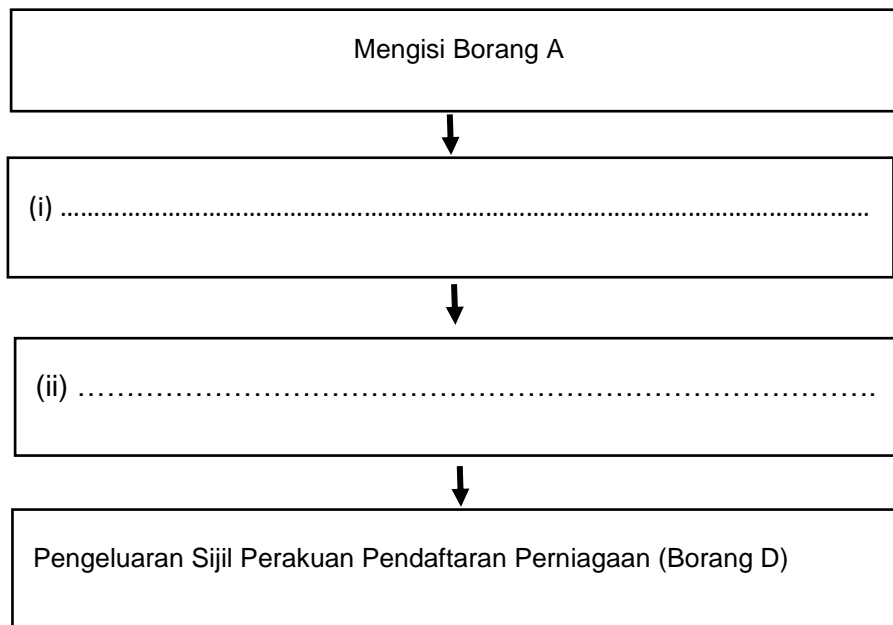 Mengisi Borang A
(i) ..........................................................................................................................
(ii) ……………………………………………………………………….
Pengeluaran Sijil Perakuan Pendaftaran Perniagaan (Borang D)